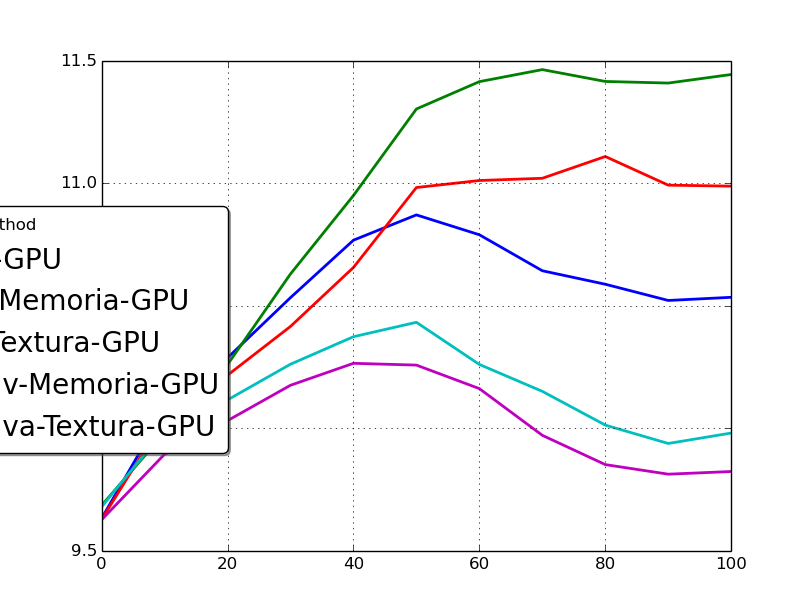 11.5
11.0
thod
-GPU
Memoria-GPU
Textura-GPU
v-Memoria-GPU
va-Textura-GPU
9.5
0 20 40 60 80 100